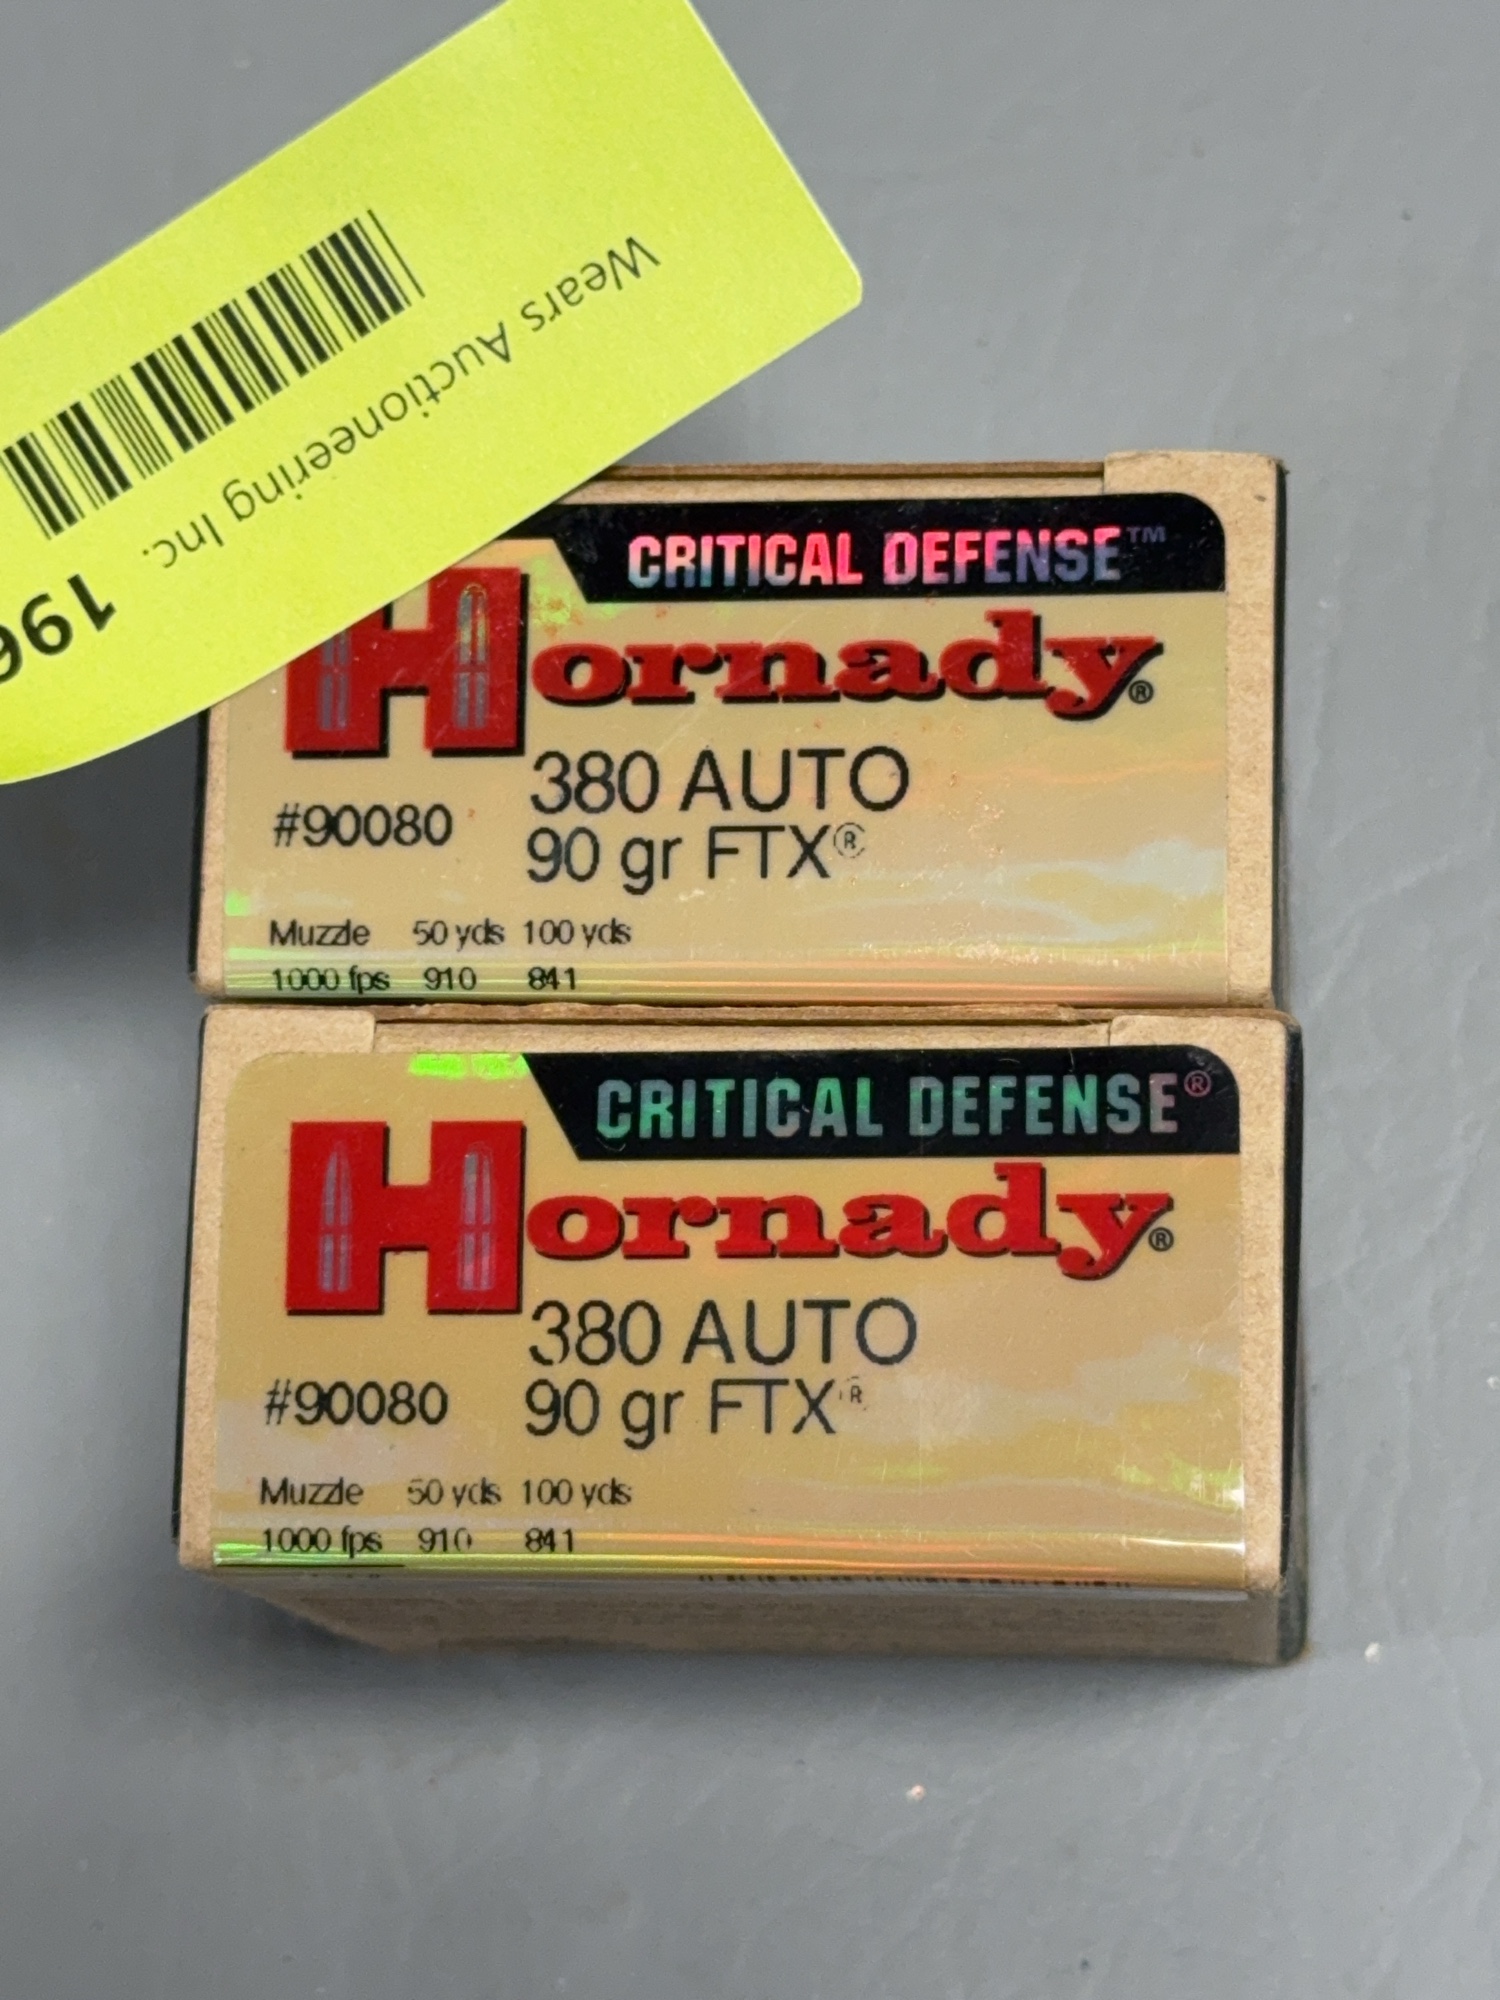 Wears Auctioneering Inc.
CRITICAL DEFENSE™
Hornady®
380 AUTO
#90080 90 gr FTX®
Muzzle 50 yds 100 yds
1000 fps 910 841
CRITICAL DEFENSE®
Hornady®
380 AUTO
#90080 90 gr FTX®
Muzzle 50 yds 100 yds
1000 fps 910 841